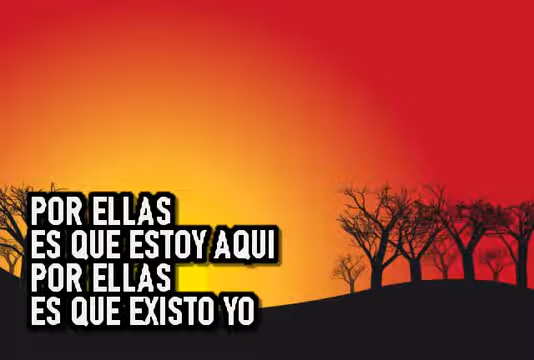 POR ELLAS
ES QUE ESTOY AQUI
POR ELLAS
ES QUE EXISTO YO